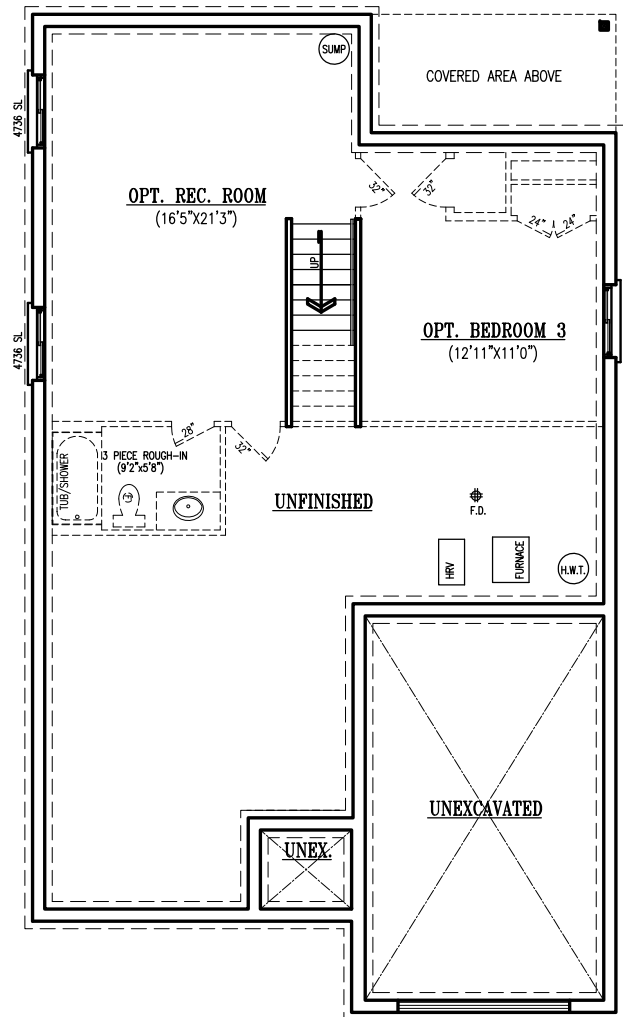 SUMP
COVERED AREA ABOVE
4736 SL
OPT. REC. ROOM
(16'5"X21'3")
32"
32"
24"
24"
UP
4736 SL
OPT. BEDROOM 3
(12'11"X11'0")
28"
32"
3 PIECE ROUGH-IN
(9'2"x5'8")
TUB/SHOWER
UNFINISHED
F.D.
HRV
FURNACE
H.W.T.
UNEXCAVATED
UNEX.